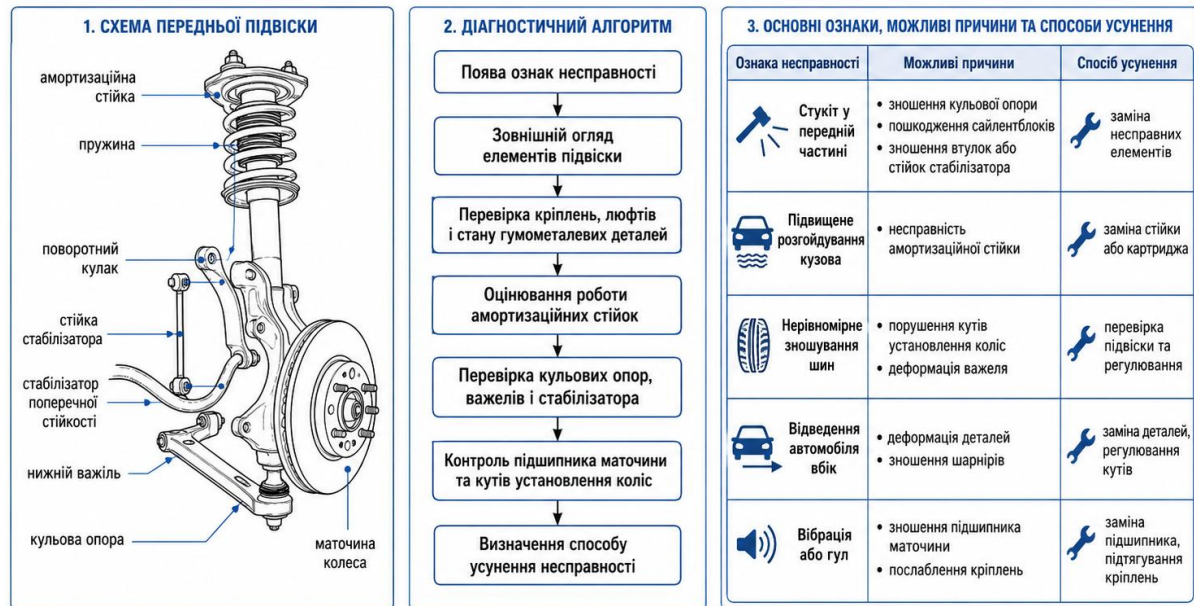 1. СХЕМА ПЕРЕДНЬОЇ ПІДВІСКИ
амортизаційна
стійка
пружина
поворотний
кулак
стійка
стабілізатора
стабілізатор
поперечної
стійкості
нижній важіль
кульова опора
маточина
колеса
2. ДІАГНОСТИЧНИЙ АЛГОРИТМ
Поява ознак несправності
Зовнішній огляд
елементів підвіски
Перевірка кріплень, люфтів
і стану гумометалевих деталей
Оцінювання роботи
амортизаційних стійок
Перевірка кульових опор,
важелів і стабілізатора
Контроль підшипника маточини
та кутів установлення коліс
Визначення способу
усунення несправності
3. ОСНОВНІ ОЗНАКИ, МОЖЛИВІ ПРИЧИНИ ТА СПОСОБИ УСУНЕННЯ
Ознака несправності
Можливі причини
Спосіб усунення
Стукіт у
передній
частині
• зношення кульової опори
• пошкодження сайлентблоків
• зношення втулок або
стійок стабілізатора
заміна
несправних
елементів
Підвищене
розгойдування
кузова
• несправність
амортизаційної стійки
заміна стійки
або картриджа
Нерівномірне
зношування
шин
• порушення кутів
установлення коліс
• деформація важеля
перевірка
підвіски та
регулювання
Відведення
автомобіля
вбік
• деформація деталей
• зношення шарнірів
заміна деталей,
регулювання
кутів
Вібрація
або гул
• зношення підшипника
маточини
• послаблення кріплень
заміна
підшипника,
підтягування
кріплень